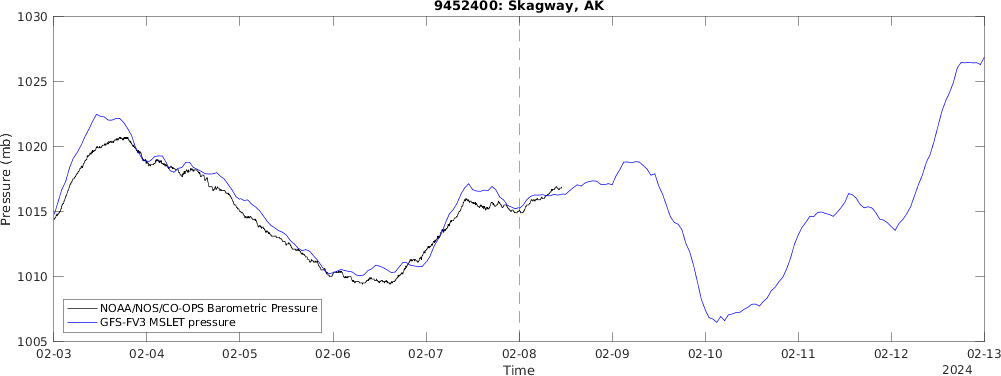 9452400: Skagway, AK
Pressure (mb)
1030
1025
1020
1015
1010
1005
NOAA/NOS/CO-OPS Barometric Pressure
GFS-FV3 MSLET pressure
02-03 02-04 02-05 02-06 02-07 02-08 02-09 02-10 02-11 02-12 02-13
Time
2024